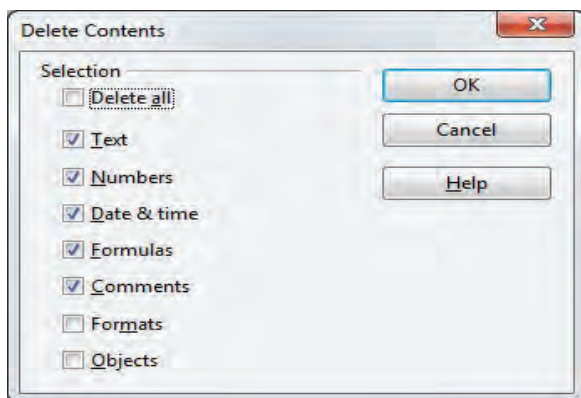 Delete Contents
Selection
Delete all
Text
Numbers
Date & time
Formulas
Comments
Formats
Objects
OK
Cancel
Help